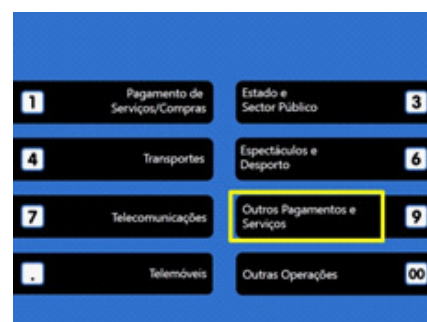 1
Pagamento de
Serviços/Compras
Estado e
Sector Público
3
4
Transportes
Espectáculos e
Desporto
6
7
Telecomunicações
Outros Pagamentos e
Serviços
9
.
Telemóveis
Outras Operações
00